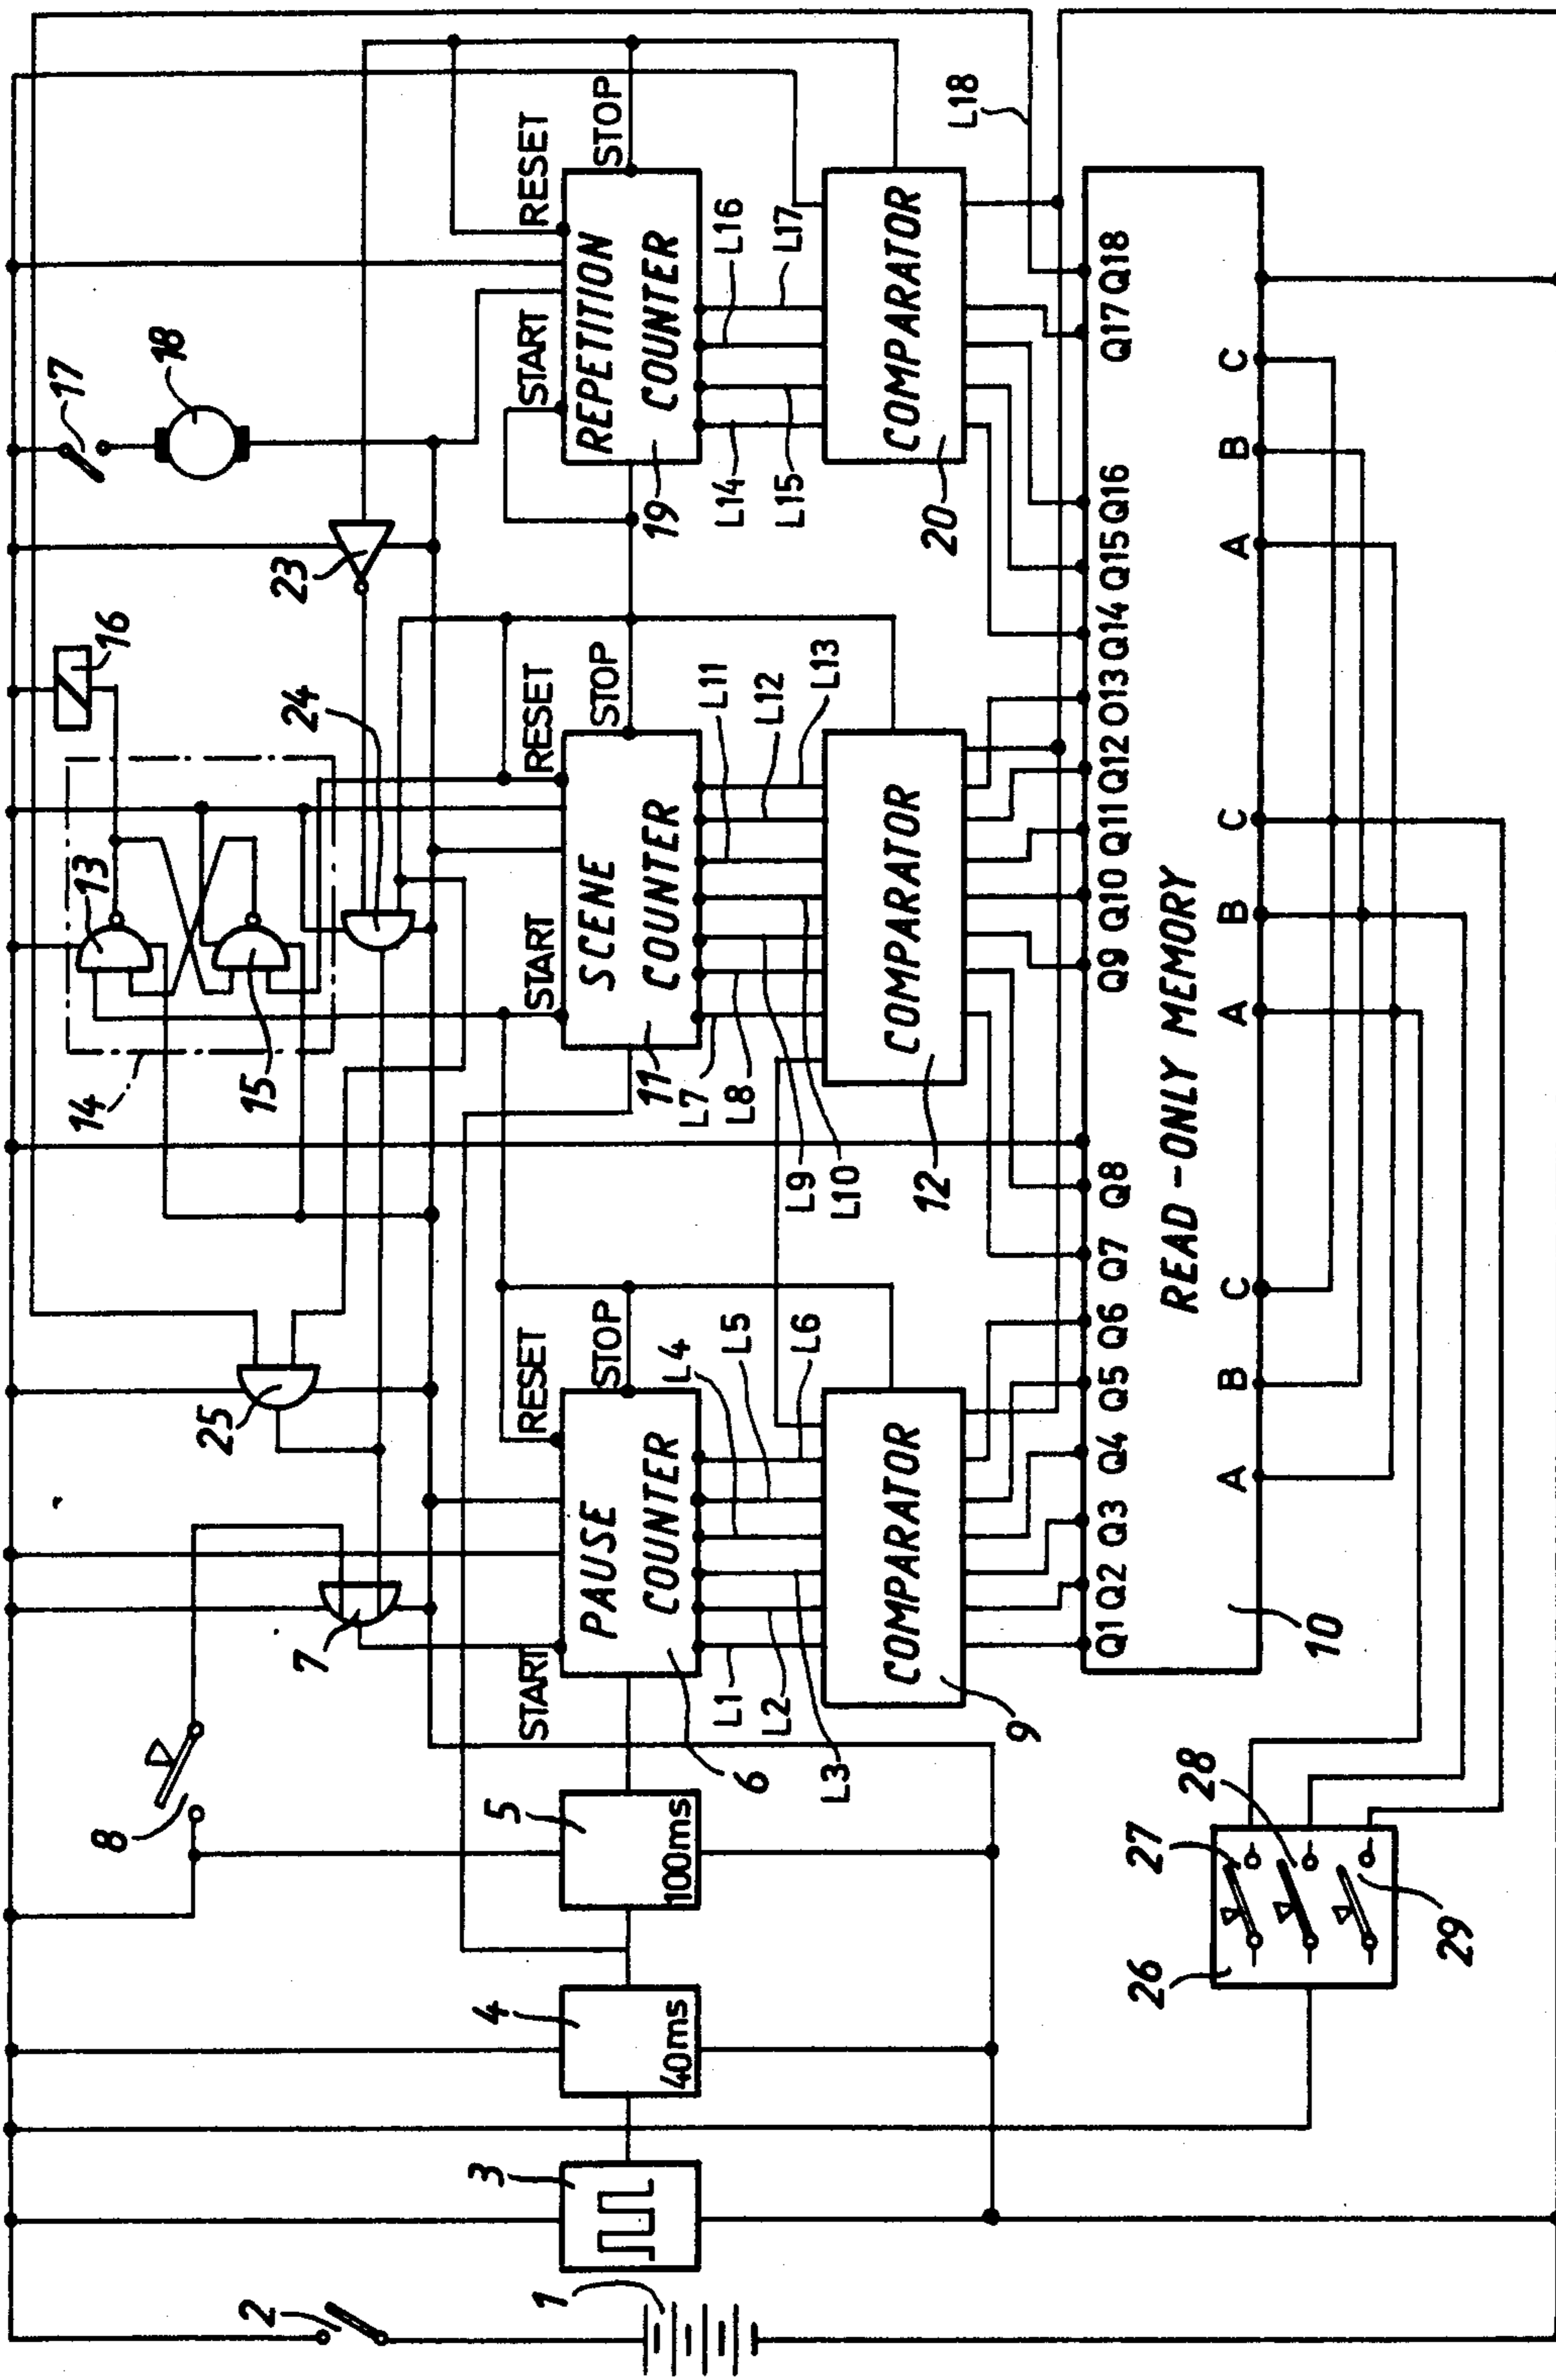 1
2
3
4
40ms
5
100ms
8
7
25
START
RESET
STOP
PAUSE
COUNTER
6
L1
L2
L3
L4
L5
L6
COMPARATOR
9
14
13
15
16
24
23
17
18
START
RESET
STOP
SCENE
COUNTER
11
L7
L8
L9
L10
L11
L12
L13
COMPARATOR
12
START
RESET
STOP
REPETITION
COUNTER
19
L14
L15
L16
L17
L18
COMPARATOR
20
Q1 Q2 Q3 Q4 Q5 Q6 Q7 Q8 Q9 Q10 Q11 Q12 O13 Q14 Q15 Q16 Q17 Q18
READ-ONLY MEMORY
10
A B C A B C A B C
26
27
28
29